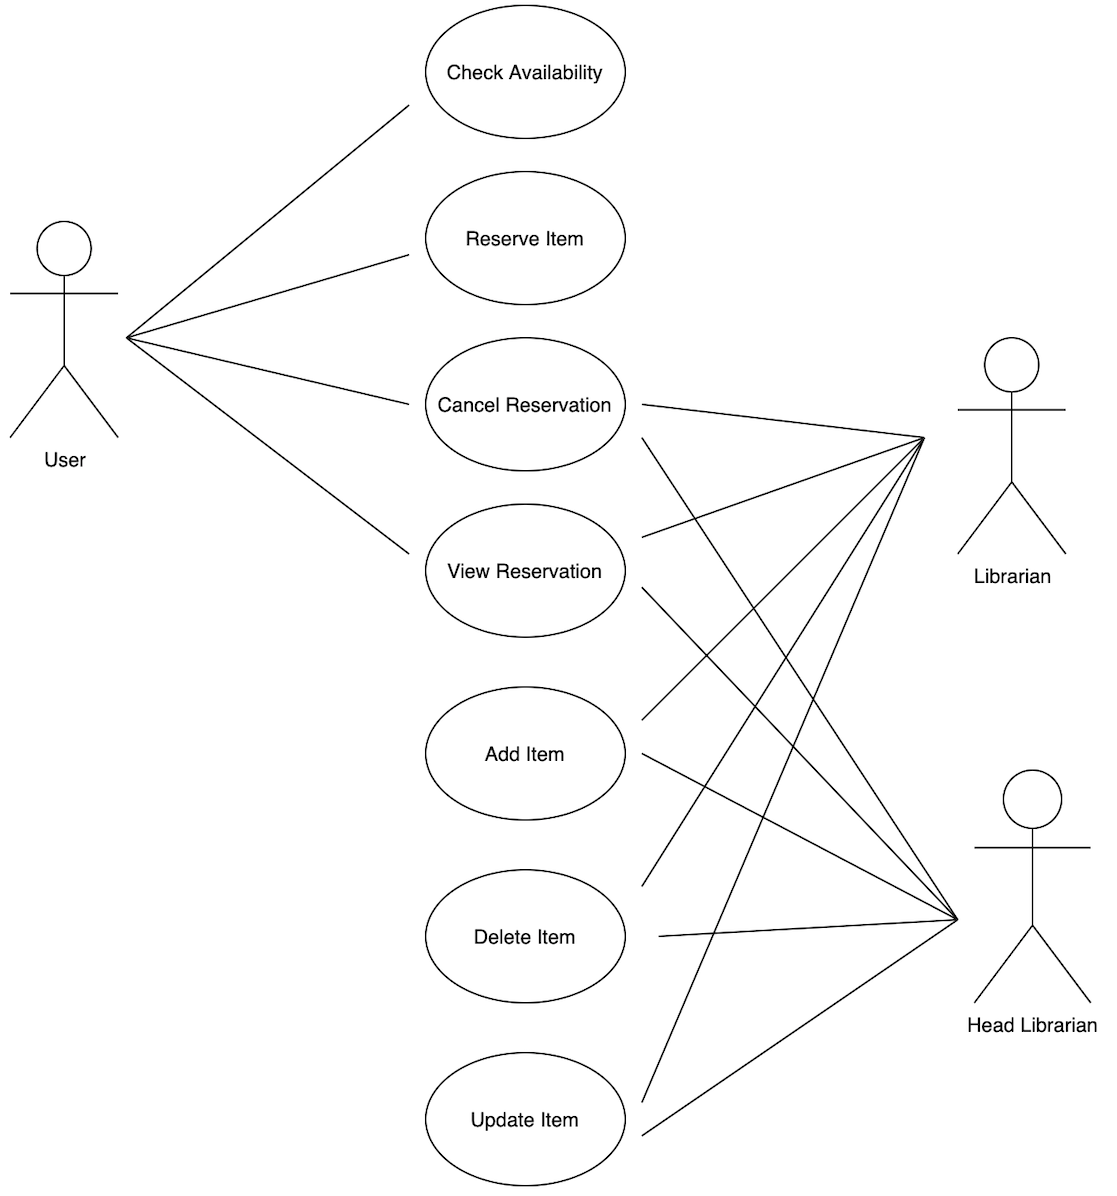 Check Availability
Reserve Item
Cancel Reservation
User
View Reservation
Librarian
Add Item
Delete Item
Head Librarian
Update Item